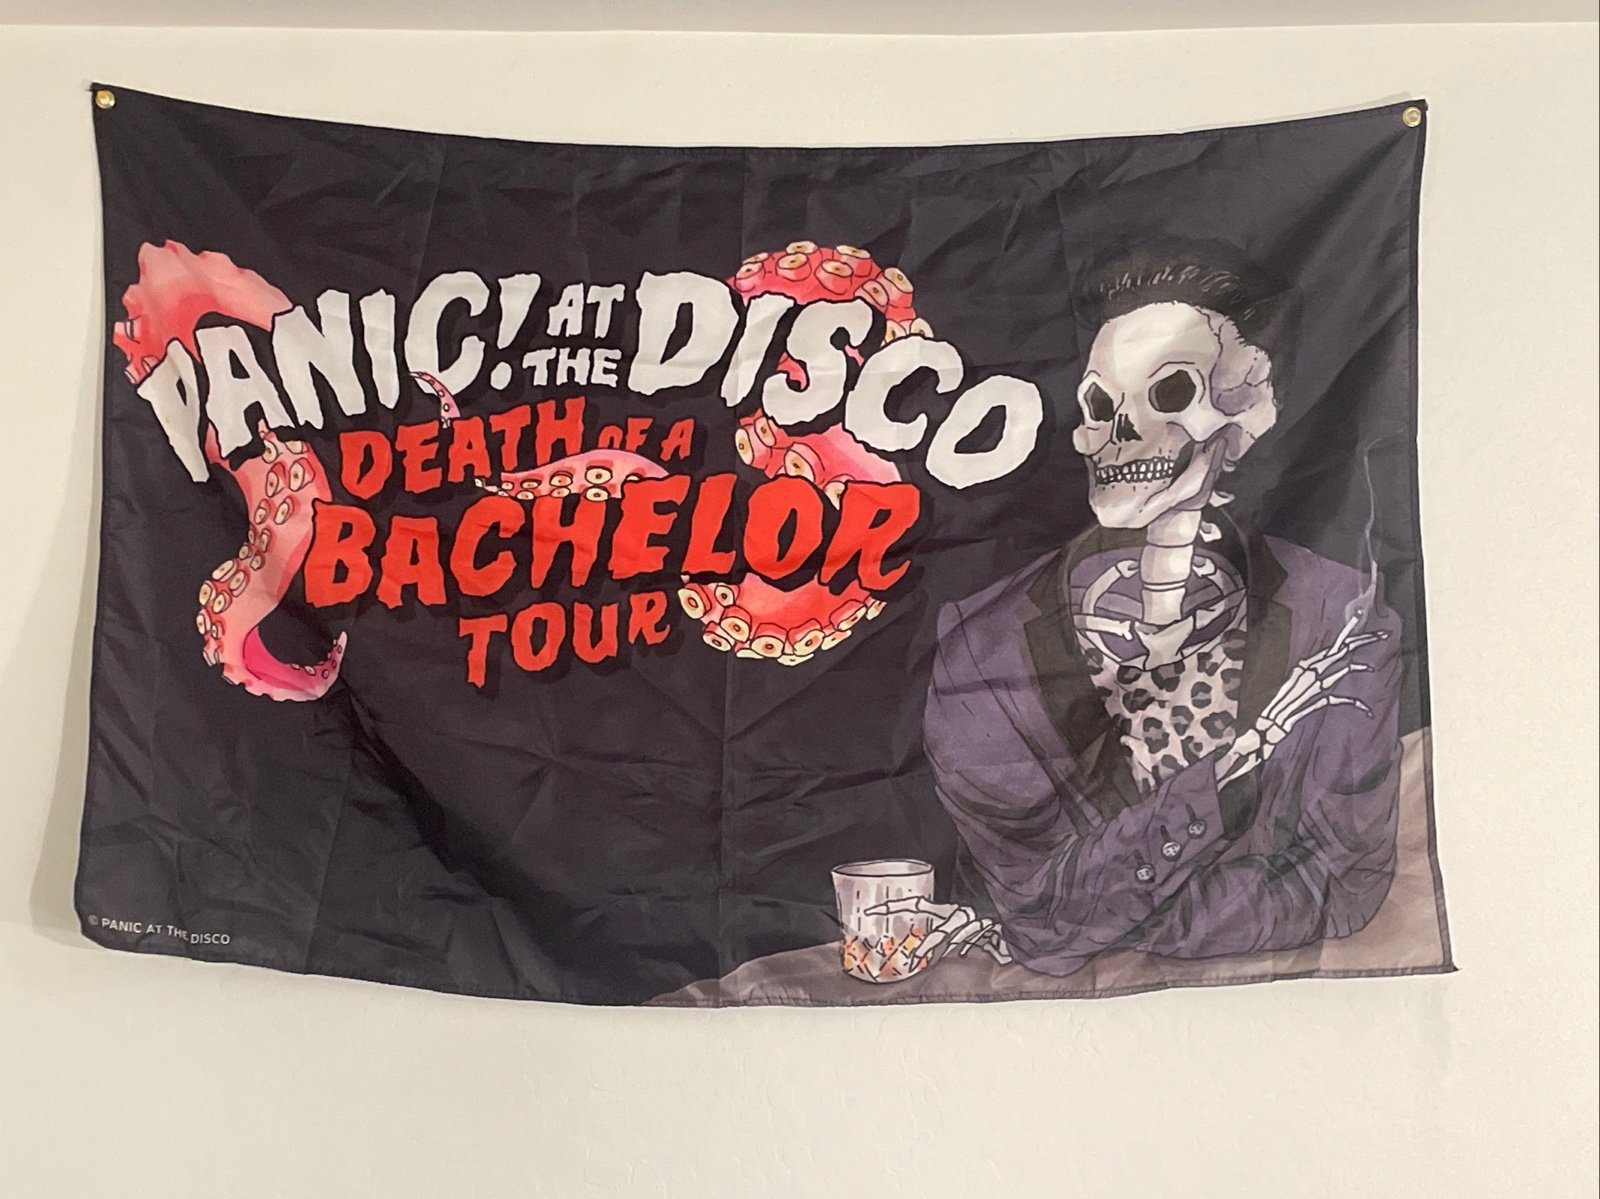 PANIC! AT THE DISCO
DEATH OF A
BACHELOR
TOUR
© PANIC AT THE DISCO